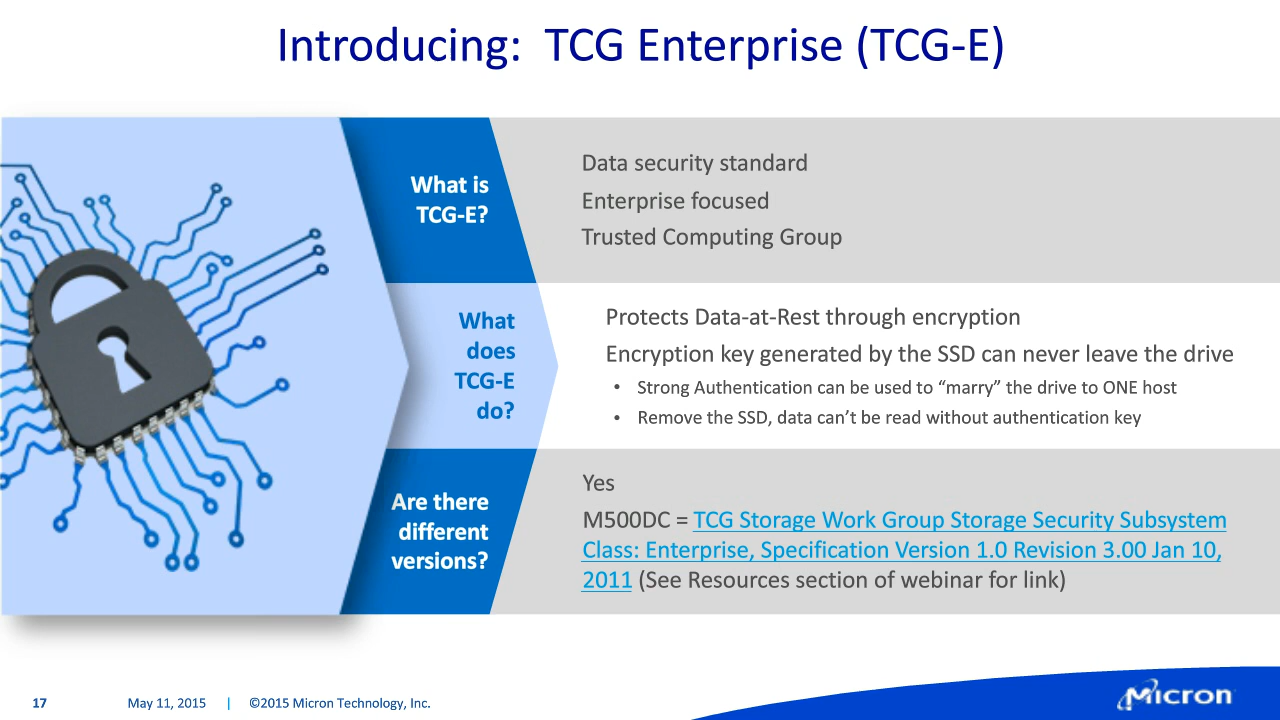 Introducing:  TCG Enterprise (TCG-E)
What is
TCG-E?
Data security standard
Enterprise focused
Trusted Computing Group
What
does
TCG-E
do?
Protects Data-at-Rest through encryption
Encryption key generated by the SSD can never leave the drive
• Strong Authentication can be used to “marry” the drive to ONE host
• Remove the SSD, data can’t be read without authentication key
Are there
different
versions?
Yes
M500DC = TCG Storage Work Group Storage Security Subsystem
Class: Enterprise, Specification Version 1.0 Revision 3.00 Jan 10,
2011 (See Resources section of webinar for link)
17 May 11, 2015 | ©2015 Micron Technology, Inc.
Micron